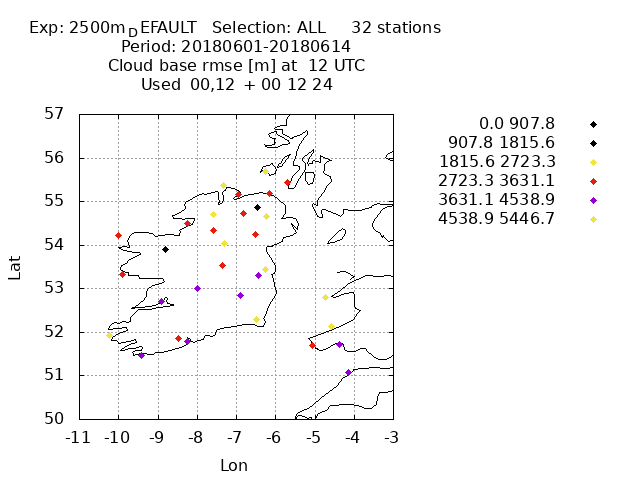 Exp: 2500mDEFAULT Selection: ALL 32 stations
Period: 20180601-20180614
Cloud base rmse [m] at 12 UTC
Used 00,12 + 00 12 24
0.0 907.8
907.8 1815.6
1815.6 2723.3
2723.3 3631.1
3631.1 4538.9
4538.9 5446.7
57
56
55
54
53
52
51
50
Lat
-11 -10 -9 -8 -7 -6 -5 -4 -3
Lon